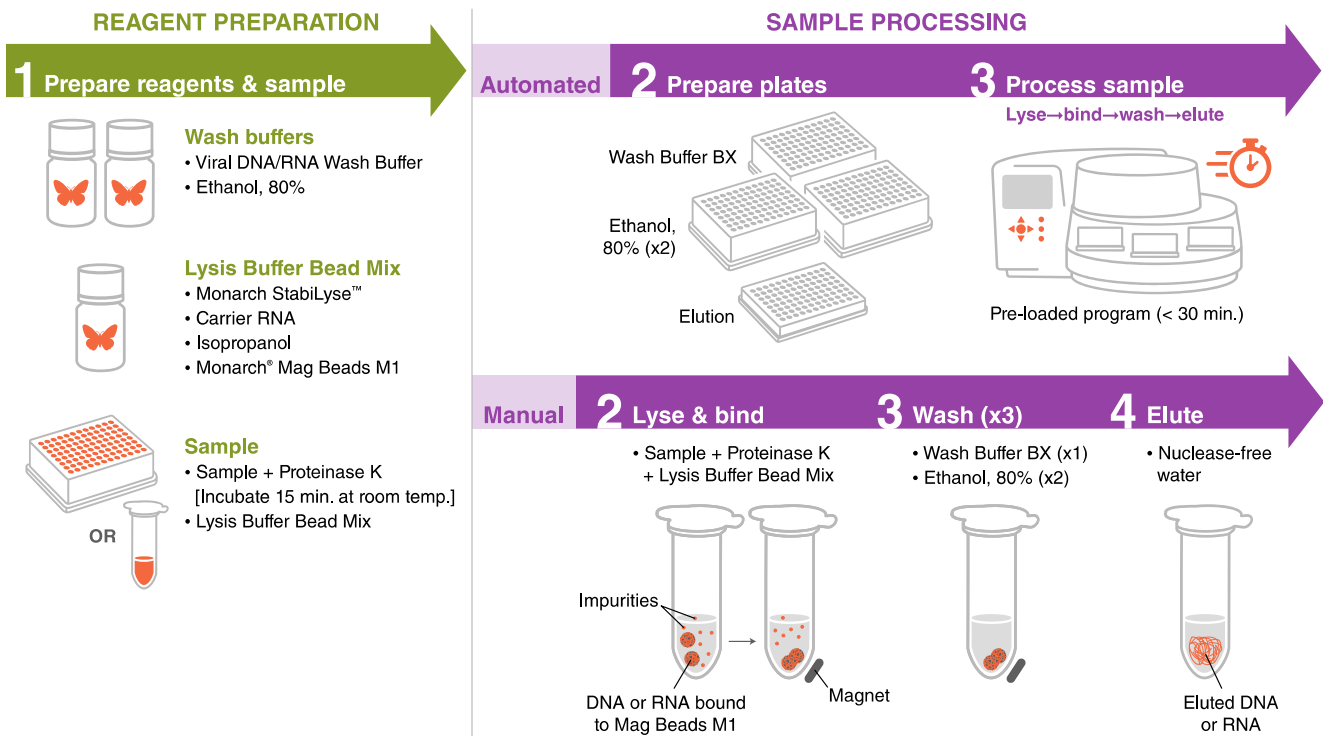 REAGENT PREPARATION
1 Prepare reagents & sample
Wash buffers
• Viral DNA/RNA Wash Buffer
• Ethanol, 80%
Lysis Buffer Bead Mix
• Monarch StabiLyse™
• Carrier RNA
• Isopropanol
• Monarch® Mag Beads M1
Sample
• Sample + Proteinase K
[Incubate 15 min. at room temp.]
• Lysis Buffer Bead Mix
OR
SAMPLE PROCESSING
Automated
2 Prepare plates
Wash Buffer BX
Ethanol,
80% (x2)
Elution
3 Process sample
Lyse→bind→wash→elute
Pre-loaded program (< 30 min.)
Manual
2 Lyse & bind
• Sample + Proteinase K
+ Lysis Buffer Bead Mix
Impurities
DNA or RNA bound
to Mag Beads M1
Magnet
3 Wash (x3)
• Wash Buffer BX (x1)
• Ethanol, 80% (x2)
4 Elute
• Nuclease-free
water
Eluted DNA
or RNA